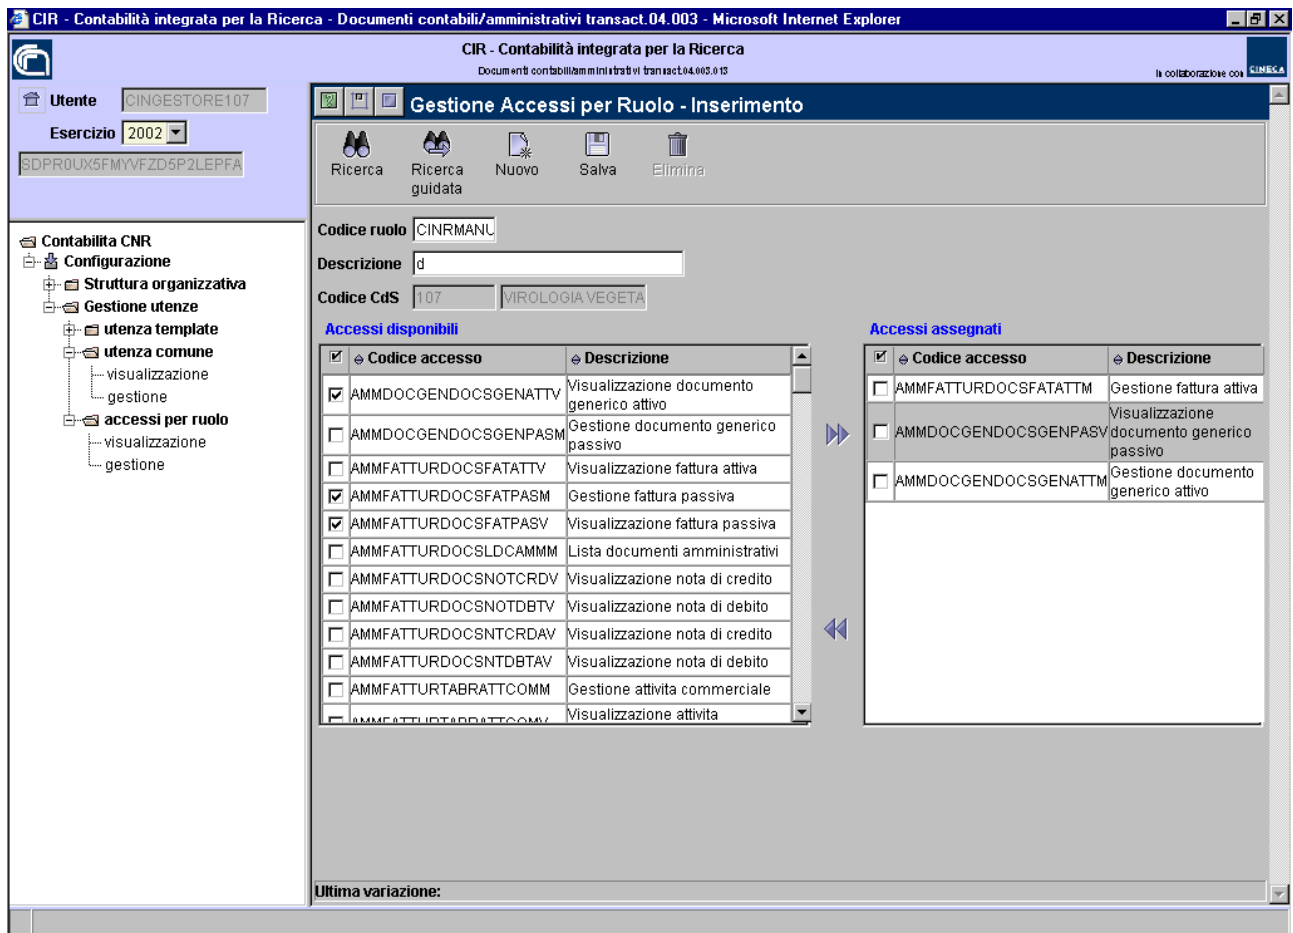 CIR - Contabilità integrata per la Ricerca - Documenti contabili/amministrativi transact.04.003 - Microsoft Internet Explorer
CIR - Contabilità integrata per la Ricerca
Documenti contabili/amministrativi transact.04.003.013
In collaborazione con CINECA
Utente CINGESTORE107
Esercizio 2002
SDPR0UX5FMYVFZD5P2LEPFA
Gestione Accessi per Ruolo - Inserimento
Ricerca
Ricerca guidata
Nuovo
Salva
Elimina
Contabilita CNR
Configurazione
Struttura organizzativa
Gestione utenze
utenza template
utenza comune
visualizzazione
gestione
accessi per ruolo
visualizzazione
gestione
Codice ruolo CINRMANU
Descrizione d
Codice CdS 107 VIROLOGIA VEGETA
Accessi disponibili
Codice accesso Descrizione
AMMDOCGENDOCSGENATTV Visualizzazione documento generico attivo
AMMDOCGENDOCSGENPASM Gestione documento generico passivo
AMMFATTURDOCSFATATTV Visualizzazione fattura attiva
AMMFATTURDOCSFATPASM Gestione fattura passiva
AMMFATTURDOCSFATPASV Visualizzazione fattura passiva
AMMFATTURDOCSLDCAMMM Lista documenti amministrativi
AMMFATTURDOCSNOTCRDV Visualizzazione nota di credito
AMMFATTURDOCSNOTDBTV Visualizzazione nota di debito
AMMFATTURDOCSNTCRDAV Visualizzazione nota di credito
AMMFATTURDOCSNTDBTAV Visualizzazione nota di debito
AMMFATTURTABRATTCOMM Gestione attivita commerciale
AMMFATTURTABRATTCOMV Visualizzazione attivita
Accessi assegnati
Codice accesso Descrizione
AMMFATTURDOCSFATATTM Gestione fattura attiva
AMMDOCGENDOCSGENPASV Visualizzazione documento generico passivo
AMMDOCGENDOCSGENATTM Gestione documento generico attivo
Ultima variazione: